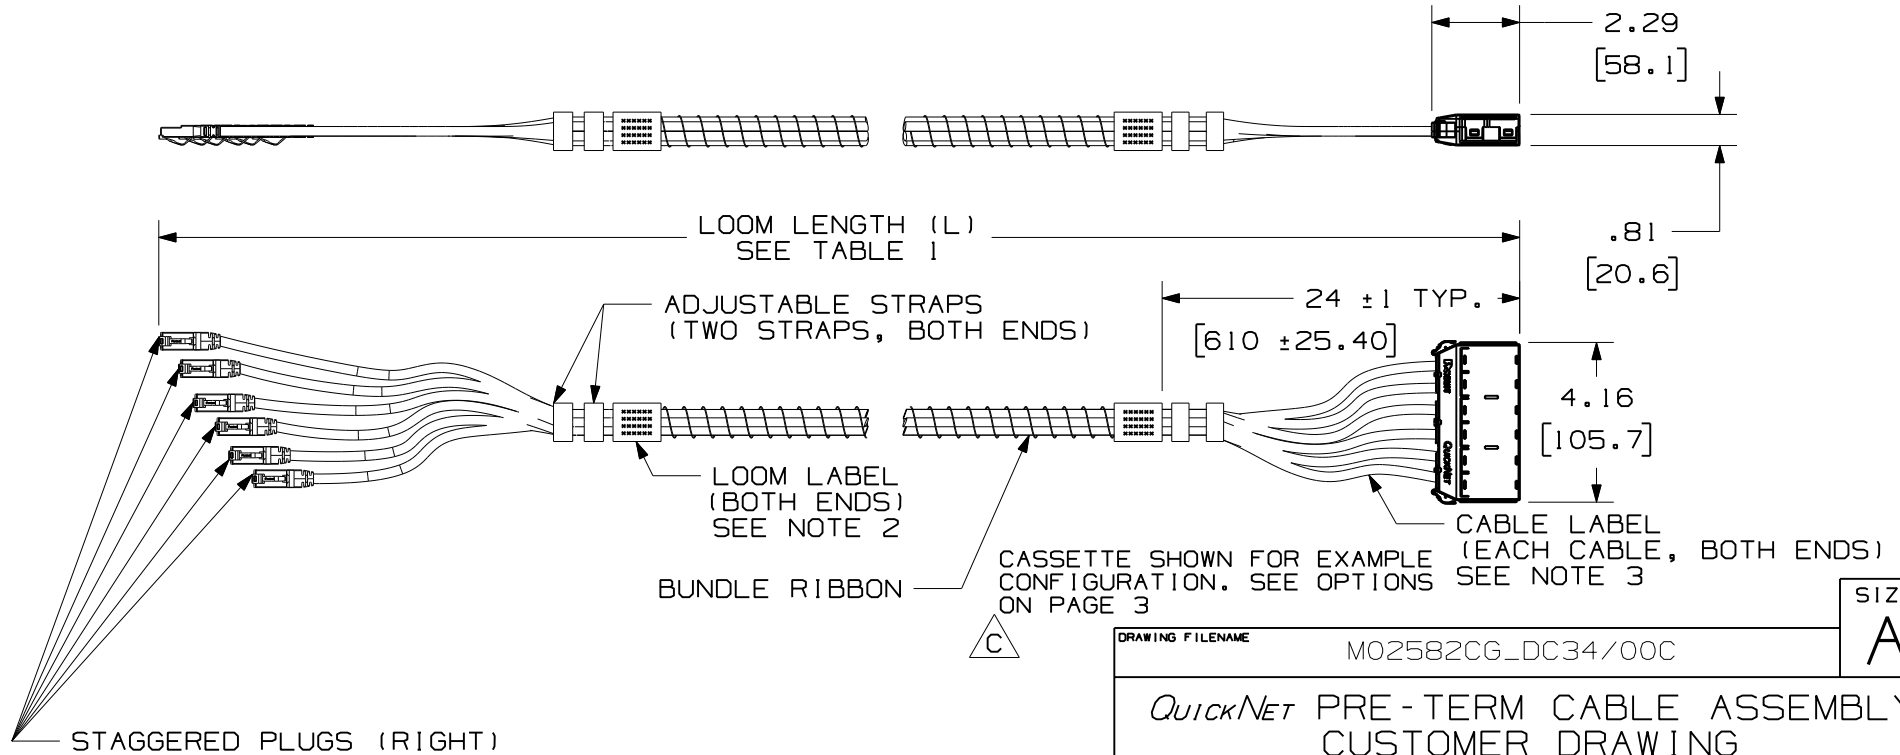 2.29
[58.1]
LOOM LENGTH (L)
SEE TABLE 1
.81
[20.6]
ADJUSTABLE STRAPS
(TWO STRAPS, BOTH ENDS)
24 ±1 TYP.
[610 ±25.40]
PANDUIT
QUICKNET
4.16
[105.7]
LOOM LABEL
(BOTH ENDS)
SEE NOTE 2
CABLE LABEL
(EACH CABLE, BOTH ENDS)
SEE NOTE 3
BUNDLE RIBBON
CASSETTE SHOWN FOR EXAMPLE
CONFIGURATION. SEE OPTIONS
ON PAGE 3
C
STAGGERED PLUGS (RIGHT)
DRAWING FILENAME
M02582CG_DC34/00C
SIZ
A
QUICKNET PRE-TERM CABLE ASSEMBLY
CUSTOMER DRAWING